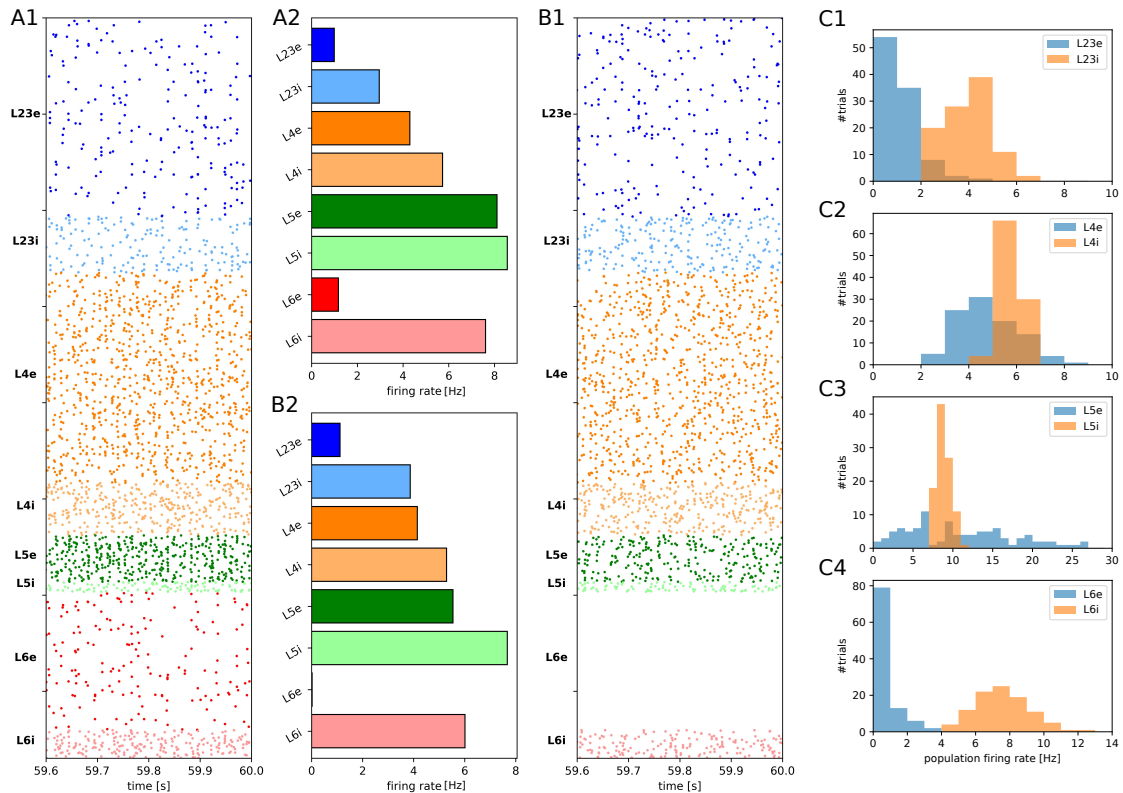 A1
L23e
L23i
L4e
L4i
L5e
L5i
L6e
L6i
59.6 59.7 59.8 59.9 60.0
time [s]
A2
L23e
L23i
L4e
L4i
L5e
L5i
L6e
L6i
0 2 4 6 8
firing rate [Hz]
B2
L23e
L23i
L4e
L4i
L5e
L5i
L6e
L6i
0 2 4 6 8
firing rate [Hz]
B1
L23e
L23i
L4e
L4i
L5e
L5i
L6e
L6i
59.6 59.7 59.8 59.9 60.0
time [s]
C1
L23e
L23i
#trials
50
40
30
20
10
0
0 2 4 6 8 10
C2
L4e
L4i
#trials
60
50
40
30
20
10
0
0 2 4 6 8 10
C3
L5e
L5i
#trials
40
30
20
10
0
0 5 10 15 20 25 30
C4
L6e
L6i
#trials
80
60
40
20
0
0 2 4 6 8 10 12 14
population firing rate [Hz]